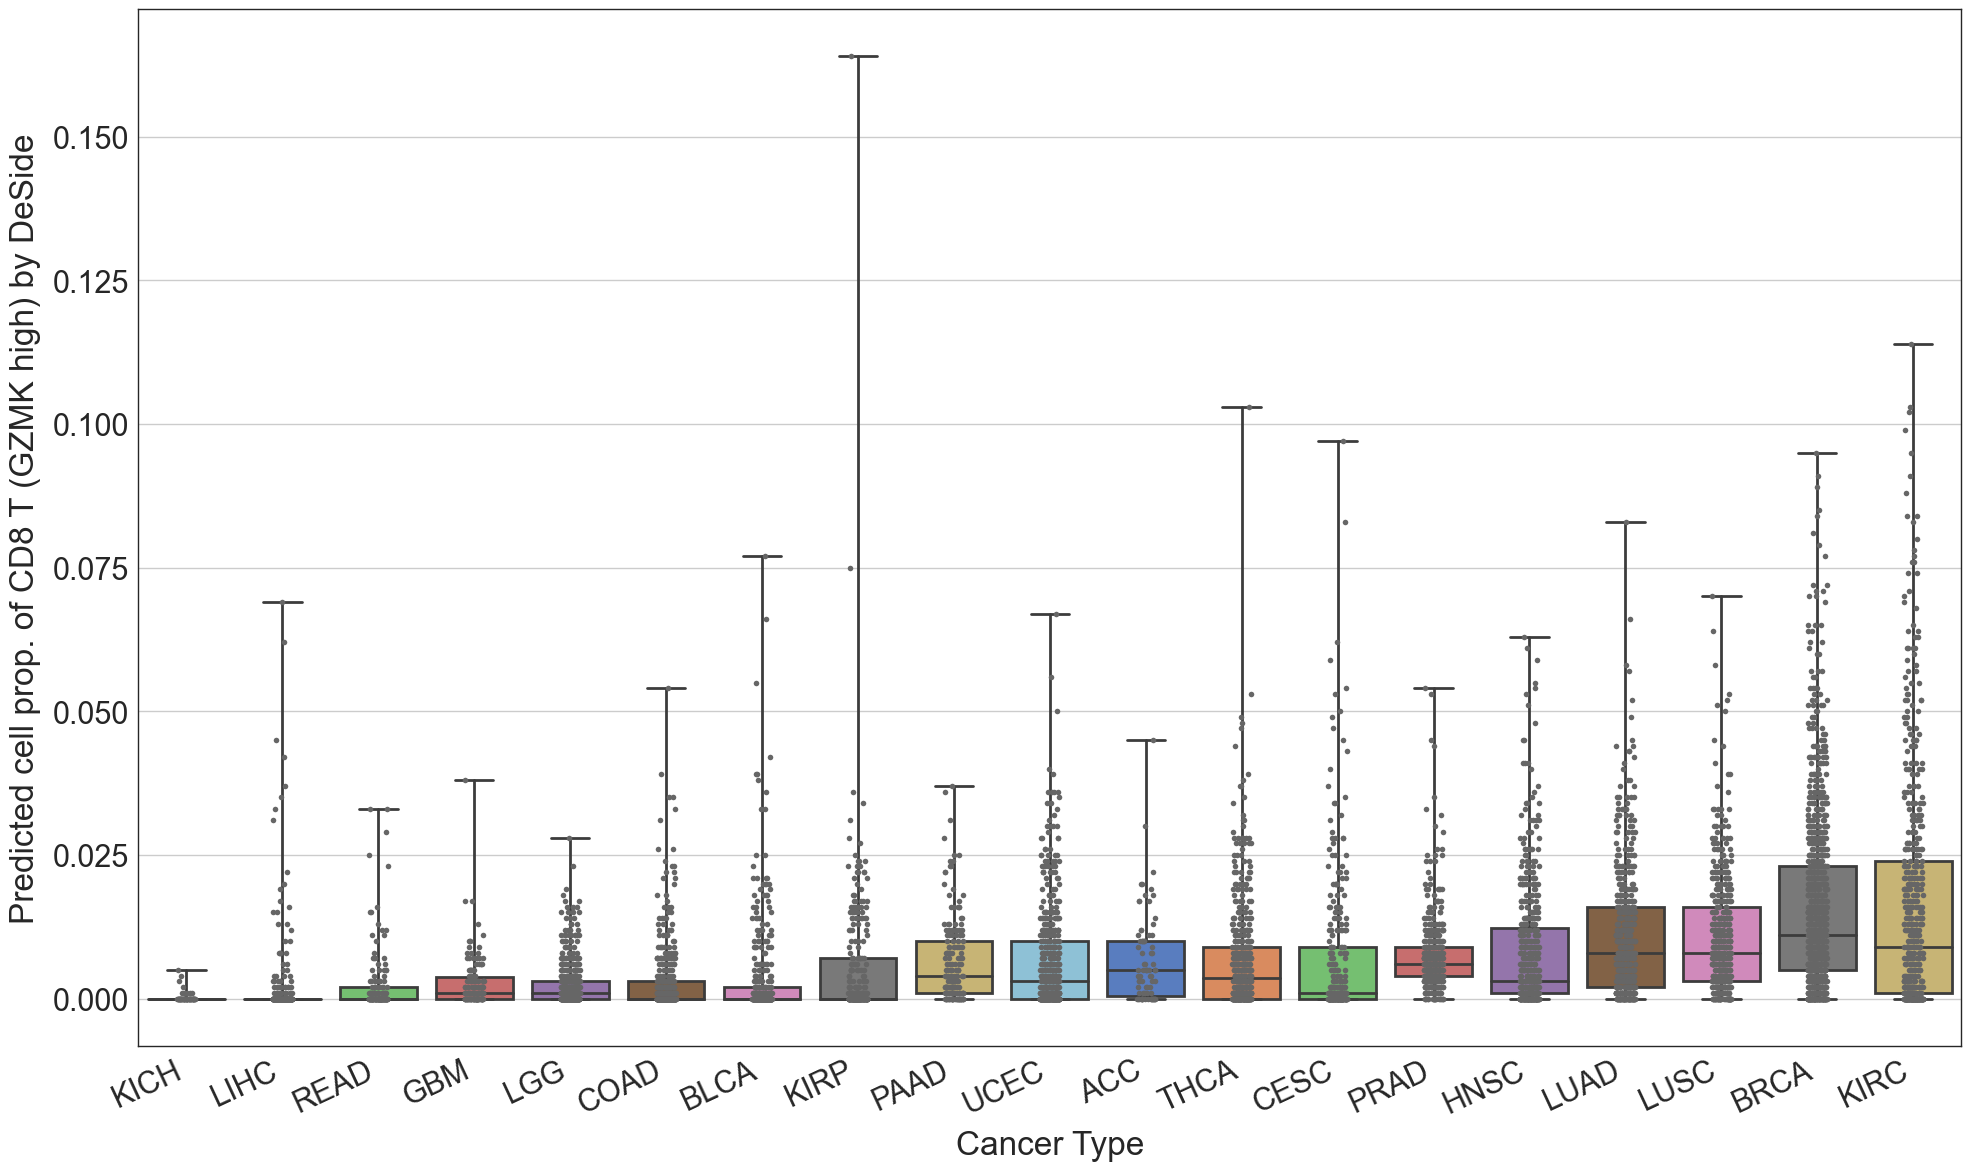 Predicted cell prop. of CD8 T (GZMK high) by DeSide
0.150
0.125
0.100
0.075
0.050
0.025
0.000
KICH
LIHC
READ
GBM
LGG
COAD
BLCA
KIRP
PAAD
UCEC
ACC
THCA
CESC
PRAD
HNSC
LUAD
LUSC
BRCA
KIRC
Cancer Type